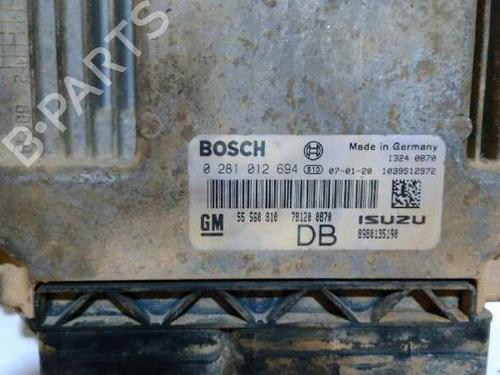 B-PARTS
BOSCH Made in Germany
1324 0870
0 281 012 694 810 07-01-20 1039S12972
GM 55 560 810 78120 0870 ISUZU
DB 8980135190